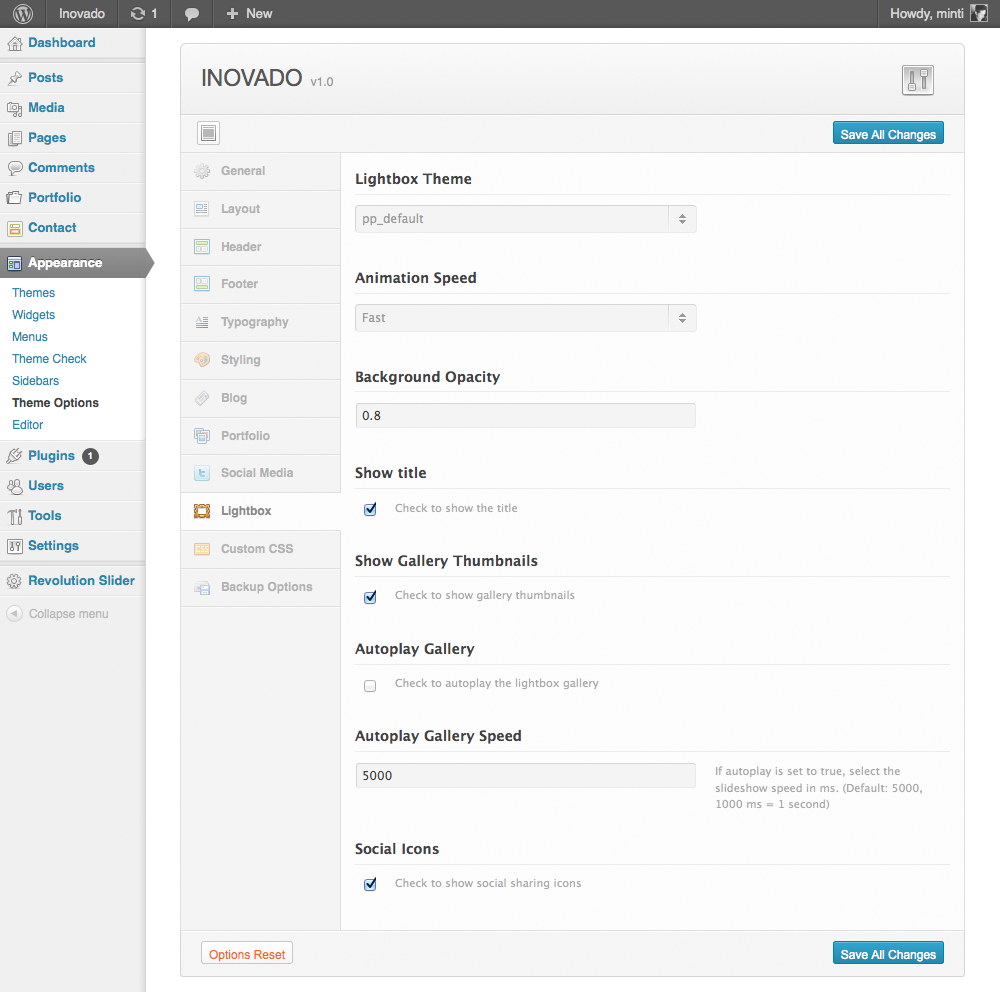 Inovado
1
New
Howdy, minti
Dashboard
Posts
Media
Pages
Comments
Portfolio
Contact
Appearance
Themes
Widgets
Menus
Theme Check
Sidebars
Theme Options
Editor
Plugins 1
Users
Tools
Settings
Revolution Slider
Collapse menu
INOVADO v1.0
Save All Changes
General
Layout
Header
Footer
Typography
Styling
Blog
Portfolio
Social Media
Lightbox
Custom CSS
Backup Options
Lightbox Theme
pp_default
Animation Speed
Fast
Background Opacity
0.8
Show title
Check to show the title
Show Gallery Thumbnails
Check to show gallery thumbnails
Autoplay Gallery
Check to autoplay the lightbox gallery
Autoplay Gallery Speed
5000
If autoplay is set to true, select the
slideshow speed in ms. (Default: 5000,
1000 ms = 1 second)
Social Icons
Check to show social sharing icons
Options Reset
Save All Changes